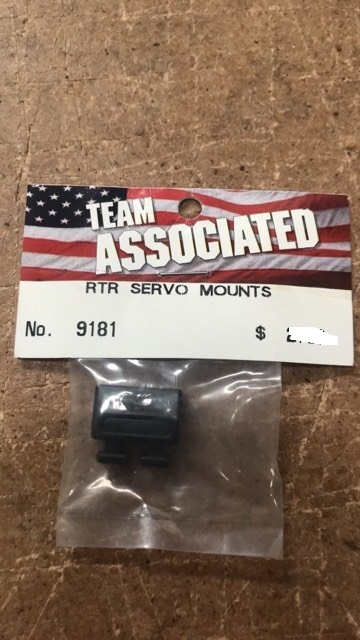 TEAM
ASSOCIATED
RTR SERVO MOUNTS
No. 9181 $